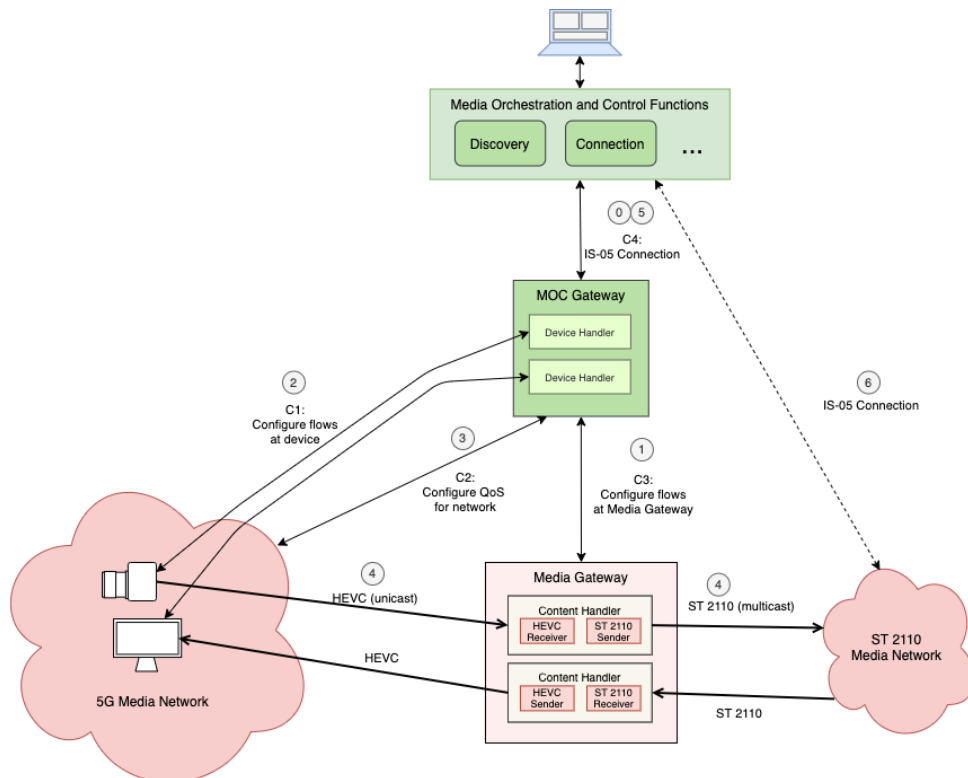 Media Orchestration and Control Functions
Discovery
Connection
...
0
5
C4:
IS-05 Connection
MOC Gateway
Device Handler
Device Handler
2
C1:
Configure flows
at device
3
C2:
Configure QoS
for network
1
C3:
Configure flows
at Media Gateway
6
IS-05 Connection
Media Gateway
4
HEVC (unicast)
Content Handler
HEVC
Receiver
ST 2110
Sender
4
ST 2110 (multicast)
HEVC
Content Handler
HEVC
Sender
ST 2110
Receiver
ST 2110
5G Media Network
ST 2110
Media Network